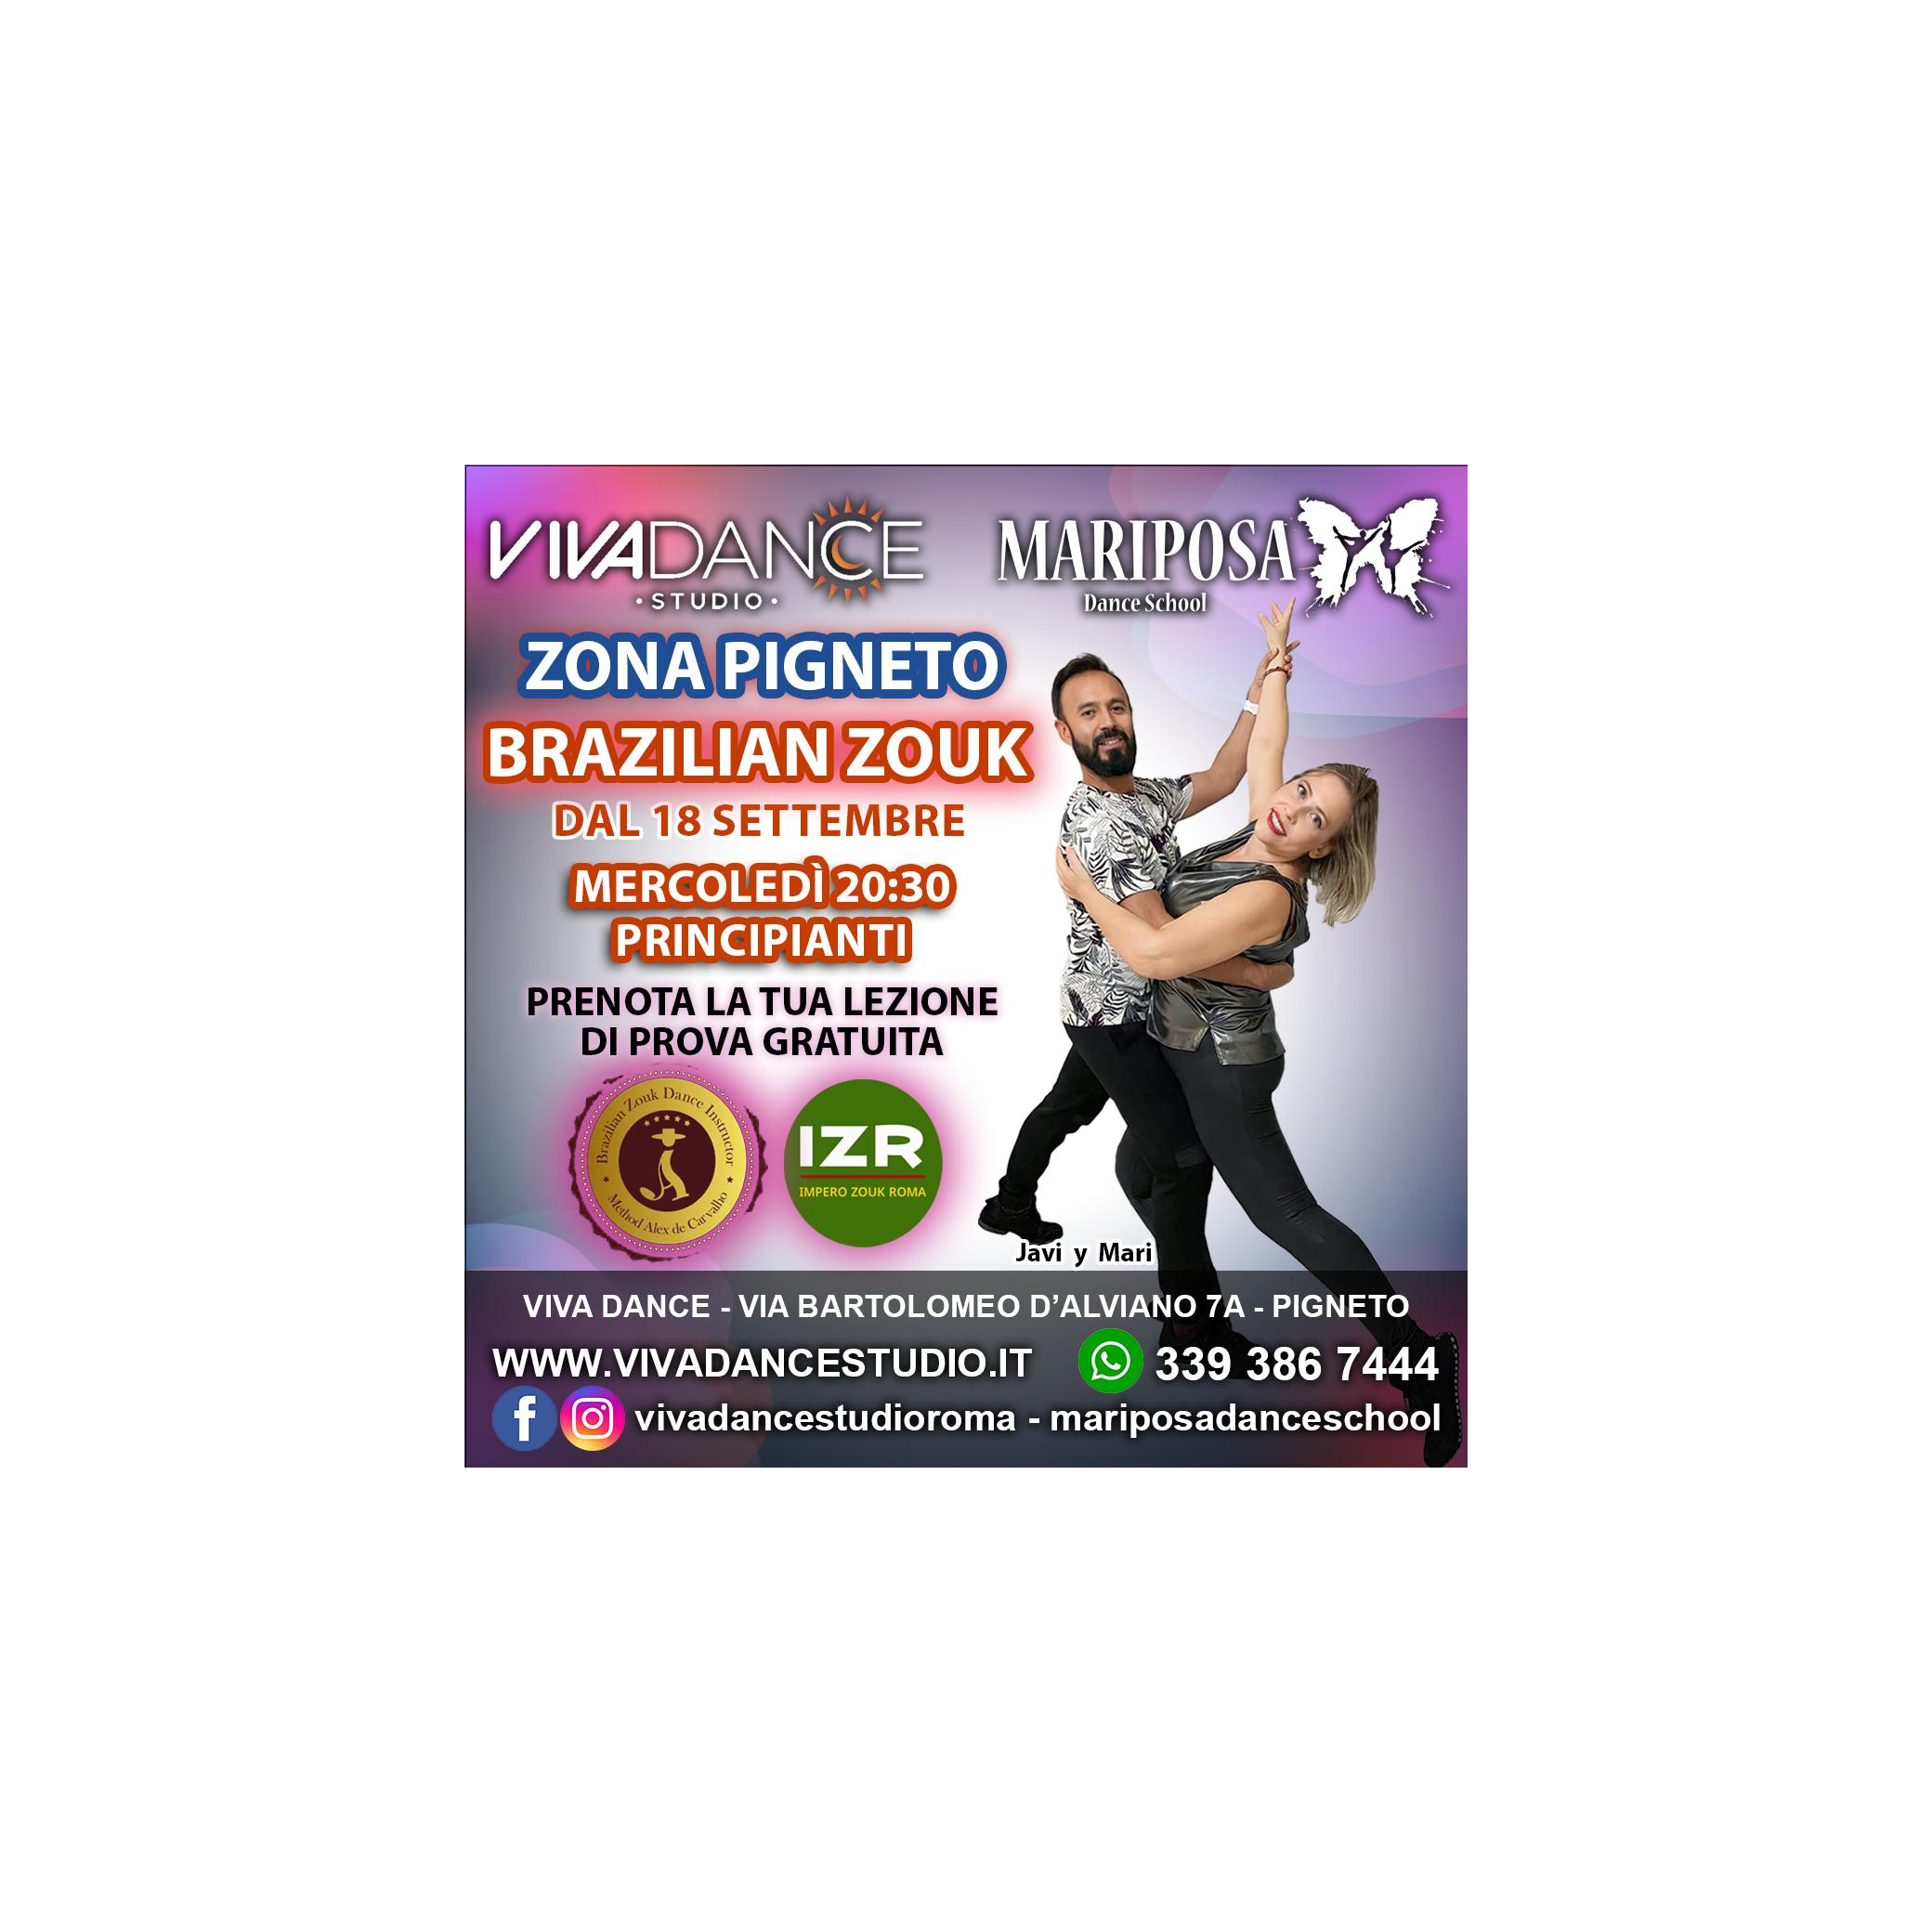 VIVADANCE
• STUDIO •
MARIPOSA
Dance School
ZONA PIGNETO
BRAZILIAN ZOUK
DAL 18 SETTEMBRE
MERCOLEDÌ 20:30
PRINCIPIANTI
PRENOTA LA TUA LEZIONE
DI PROVA GRATUITA
Brazilian Zouk Dance Instructor
Method Alex de Carvalho
IZR
IMPERO ZOUK ROMA
Javi y Mari
VIVA DANCE - VIA BARTOLOMEO D’ALVIANO 7A - PIGNETO
WWW.VIVADANCESTUDIO.IT
339 386 7444
vivadancestudioroma - mariposadanceschool